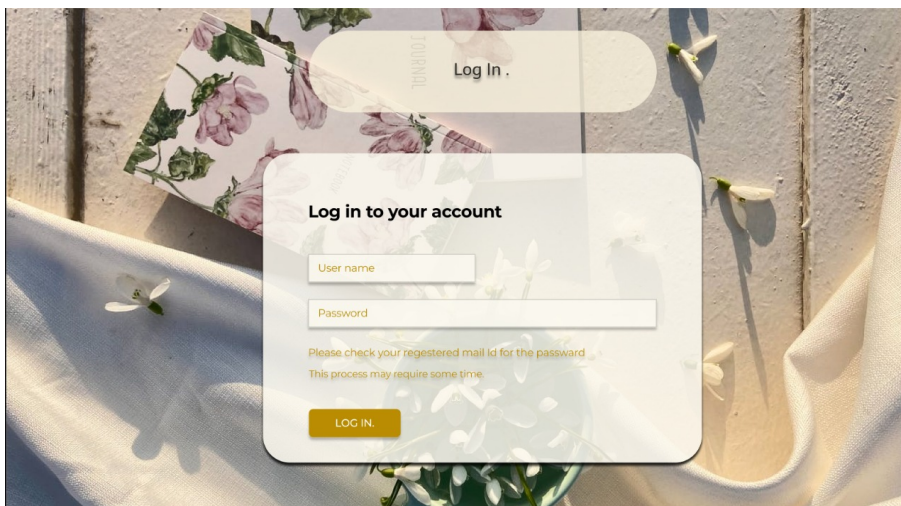 JOURNAL
Log In .
Log in to your account
User name
Password
Please check your regestered mail Id for the passward
This process may require some time.
LOG IN.